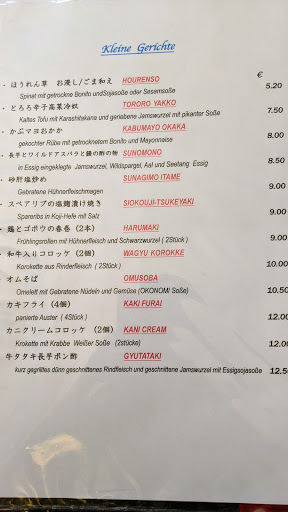 Kleine Gerichte
€
・ ほうれん草 お浸し/ごま和え HOURENSO 5.20
Spinat mit getrockne Bonito undSojasoße oder Sesamsoße
・ とろろ辛子高菜冷奴 TORORO YAKKO 7.50
Kaltes Tofu mit Karashitakana und geriebene Jamswurzel mit pikanter Soße
・ かぶマヨおかか KABUMAYO OKAKA 8.00
gekochter Rübe mit getrocknetem Bonito und Mayonnaise
・ 長芋とワイルドアスパラと鰻の酢の物 SUNOMONO 8.50
in Essig eingeklegte Jamswurzel, Wildspargel, Aal und Seetang Essig
・ 砂肝塩炒め SUNAGIMO ITAME 9.00
Gebratene Hühnerfleischmagen
・ スペアリブの塩麹漬け焼き SIOKOUJI-TSUKEYAKI 9.00
Spareribs in Koji-Hefe mit Salz
・ 鶏とゴボウの春巻（2本） HARUMAKI 9.00
Frühlingsrollen mit Hühnerfleisch und Schwarzwurzel ( 2Stück )
・ 和牛入りコロッケ（2個） WAGYU KOROKKE 10.00
Korokette aus Rinderfleisch ( 2Stück)
・ オムそば OMUSOBA 10.50
Omelett mit Gebratene Nüdeln und Gemüse (OKONOMI Soße)
・ カキフライ（4個） KAKI FURAI 12.00
panierte Auster ( 4Stück)
・ カニクリームコロッケ （2個） KANI CREAM 12.00
Krokette mit Krabbe Weißer Soße (2stücke)
・ 牛タタキ長芋ポン酢 GYUTATAKI 12.50
kurz gegrilltes dünn geschnittenes Rindfleisch und geschnittene Jamswurzel mit Essigsojasoße